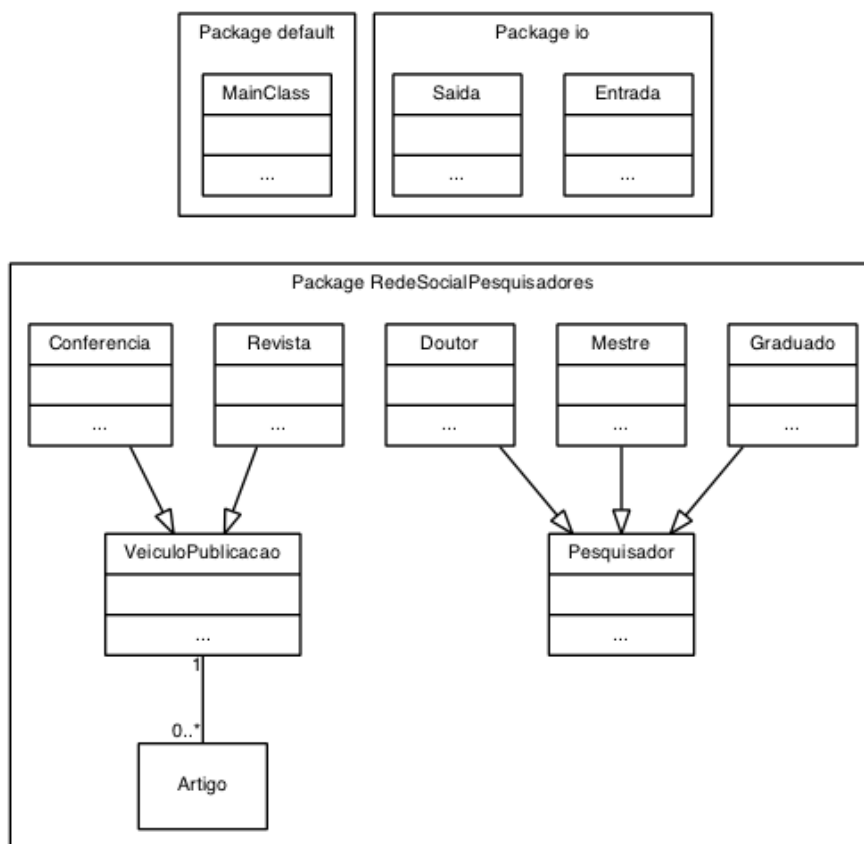 Package default
Package io
MainClass
Saida
Entrada
...
...
...
Package RedeSocialPesquisadores
Conferencia
Revista
Doutor
Mestre
Graduado
...
...
...
...
...
VeiculoPublicacao
Pesquisador
...
...
1
0..*
Artigo